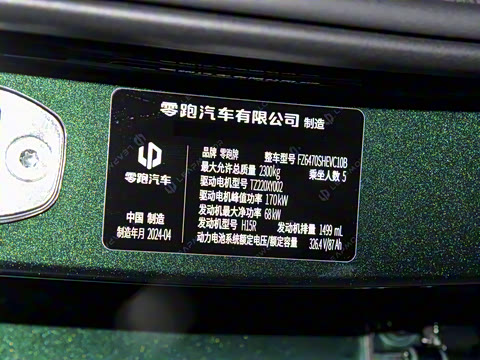 零跑汽车有限公司 制造
零跑汽车
中国 制造
制造年月 2024-04
品牌 零跑牌 整车型号 FZ6470SHEVC10B
最大允许总质量 2300kg 乘坐人数 5
驱动电机型号 TZ220XY002
驱动电机峰值功率 170kW
发动机最大净功率 68kW
发动机型号 H15R 发动机排量 1499 mL
动力电池系统额定电压/额定容量 326.4 V/87Ah